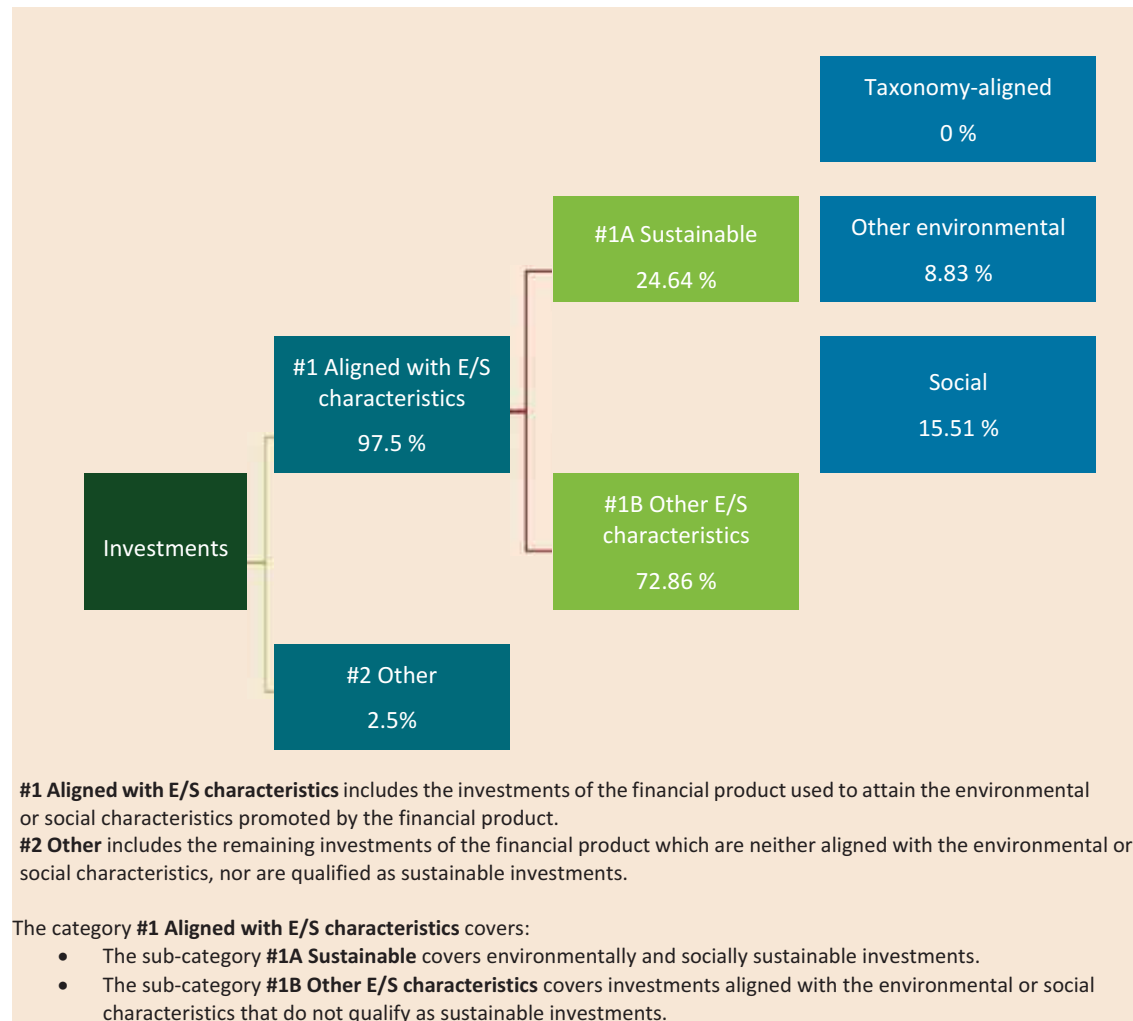 Taxonomy-aligned
0 %
#1A Sustainable
24.64 %
Other environmental
8.83 %
#1 Aligned with E/S
characteristics
97.5 %
Social
15.51 %
Investments
#1B Other E/S
characteristics
72.86 %
#2 Other
2.5%
#1 Aligned with E/S characteristics includes the investments of the financial product used to attain the environmental
or social characteristics promoted by the financial product.
#2 Other includes the remaining investments of the financial product which are neither aligned with the environmental or
social characteristics, nor are qualified as sustainable investments.
The category #1 Aligned with E/S characteristics covers:
• The sub-category #1A Sustainable covers environmentally and socially sustainable investments.
• The sub-category #1B Other E/S characteristics covers investments aligned with the environmental or social
characteristics that do not qualify as sustainable investments.